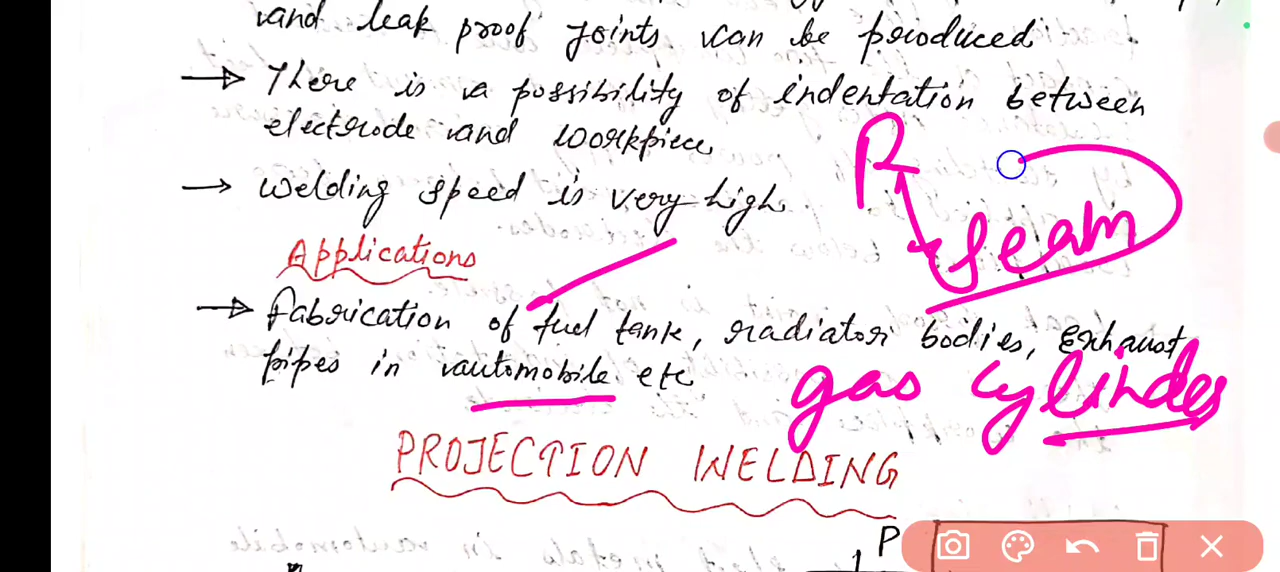 and leak proof joints can be produced
→ There is a possibility of indentation between
electrode and workpiece
→ welding speed is very high
R
seam
Applications
→ fabrication of fuel tank, radiator bodies, exhaust
pipes in automobile etc
gas cylinder
PROJECTION WELDING
P